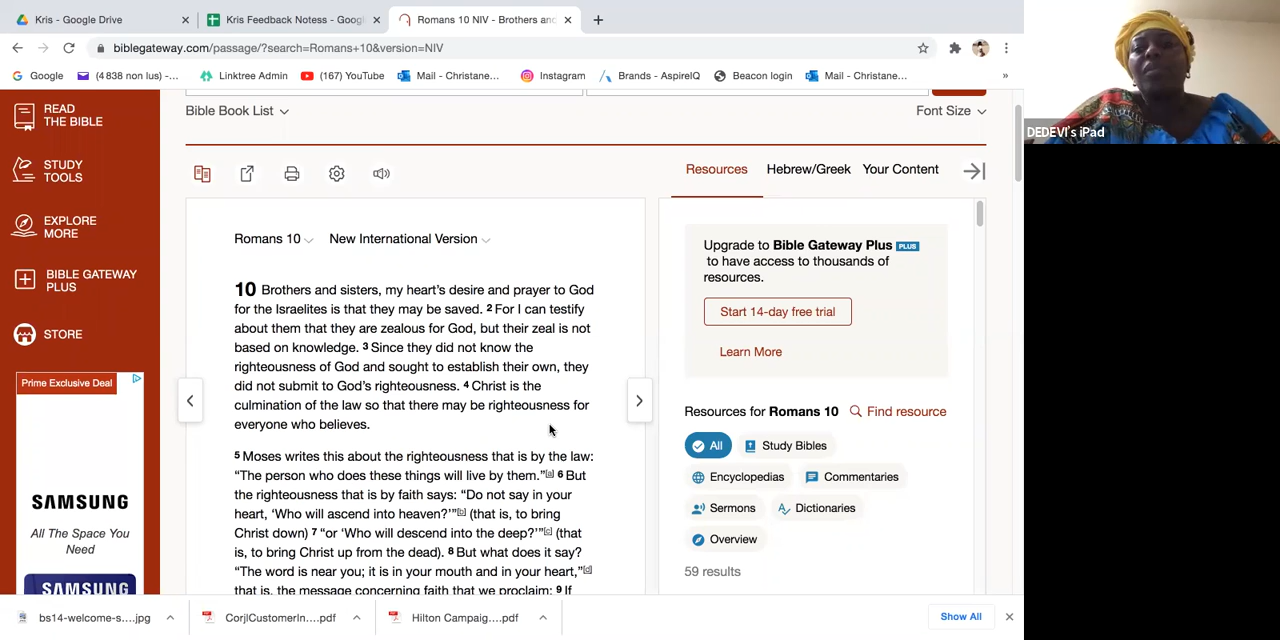 Kris - Google Drive
Kris Feedback Notess - Goog
Romans 10 NIV - Brothers and
biblegateway.com/passage/?search=Romans+10&version=NIV
Google
(4 838 non lus) -...
Linktree Admin
(167) YouTube
Mail - Christane...
Instagram
Brands - AspireIQ
Beacon login
Mail - Christane...
»
DEDEVI's iPad
READ
THE BIBLE
STUDY
TOOLS
EXPLORE
MORE
BIBLE GATEWAY
PLUS
STORE
Prime Exclusive Deal
SAMSUNG
All The Space You
Need
SAMSUNG
Bible Book List
Font Size
Resources
Hebrew/Greek
Your Content
Romans 10
New International Version
10 Brothers and sisters, my heart's desire and prayer to God
for the Israelites is that they may be saved. 2 For I can testify
about them that they are zealous for God, but their zeal is not
based on knowledge. 3 Since they did not know the
righteousness of God and sought to establish their own, they
did not submit to God's righteousness. 4 Christ is the
culmination of the law so that there may be righteousness for
everyone who believes.
5 Moses writes this about the righteousness that is by the law:
“The person who does these things will live by them.”[a] 6 But
the righteousness that is by faith says: “Do not say in your
heart, ‘Who will ascend into heaven?’”[b] (that is, to bring
Christ down) 7 “or ‘Who will descend into the deep?’”[c] (that
is, to bring Christ up from the dead). 8 But what does it say?
“The word is near you; it is in your mouth and in your heart,”[d]
that is, the message concerning faith that we proclaim: 9 If
Upgrade to Bible Gateway Plus PLUS
to have access to thousands of
resources.
Start 14-day free trial
Learn More
Resources for Romans 10
Find resource
All
Study Bibles
Encyclopedias
Commentaries
Sermons
Dictionaries
Overview
59 results
bs14-welcome-s....jpg
CorjlCustomerIn....pdf
Hilton Campaig....pdf
Show All